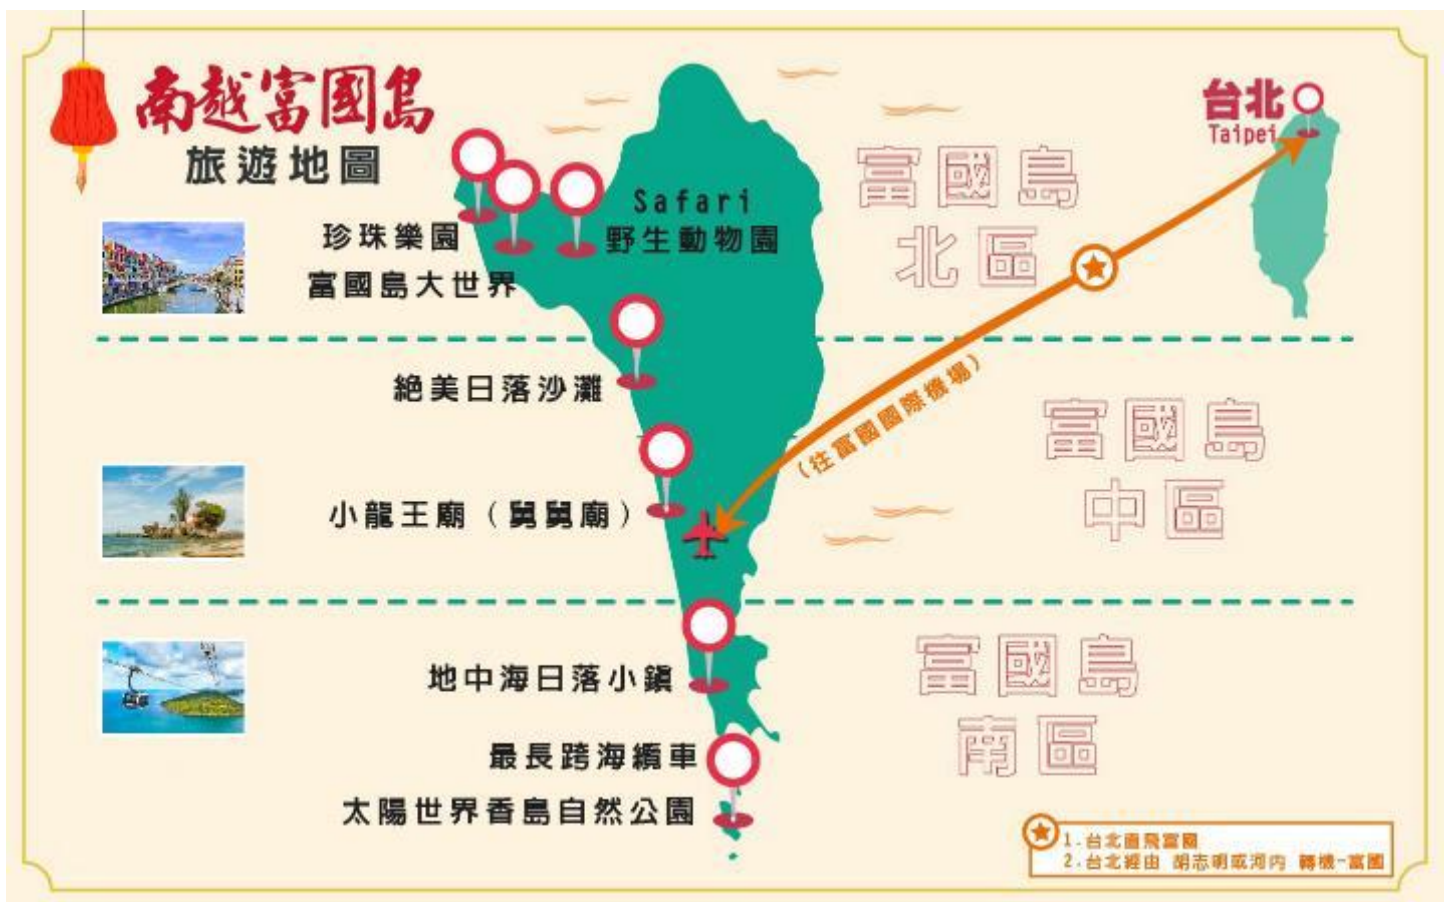 南越富國島
旅遊地圖
台北
Taipei
珍珠樂園
富國島大世界
Safari
野生動物園
富國島
北區
絕美日落沙灘
(往富國國際機場)
富國島
中區
小龍王廟（舅舅廟）
地中海日落小鎮
富國島
南區
最長跨海纜車
太陽世界香島自然公園
1.台北直飛富國
2.台北經由 胡志明或河內 轉機-富國